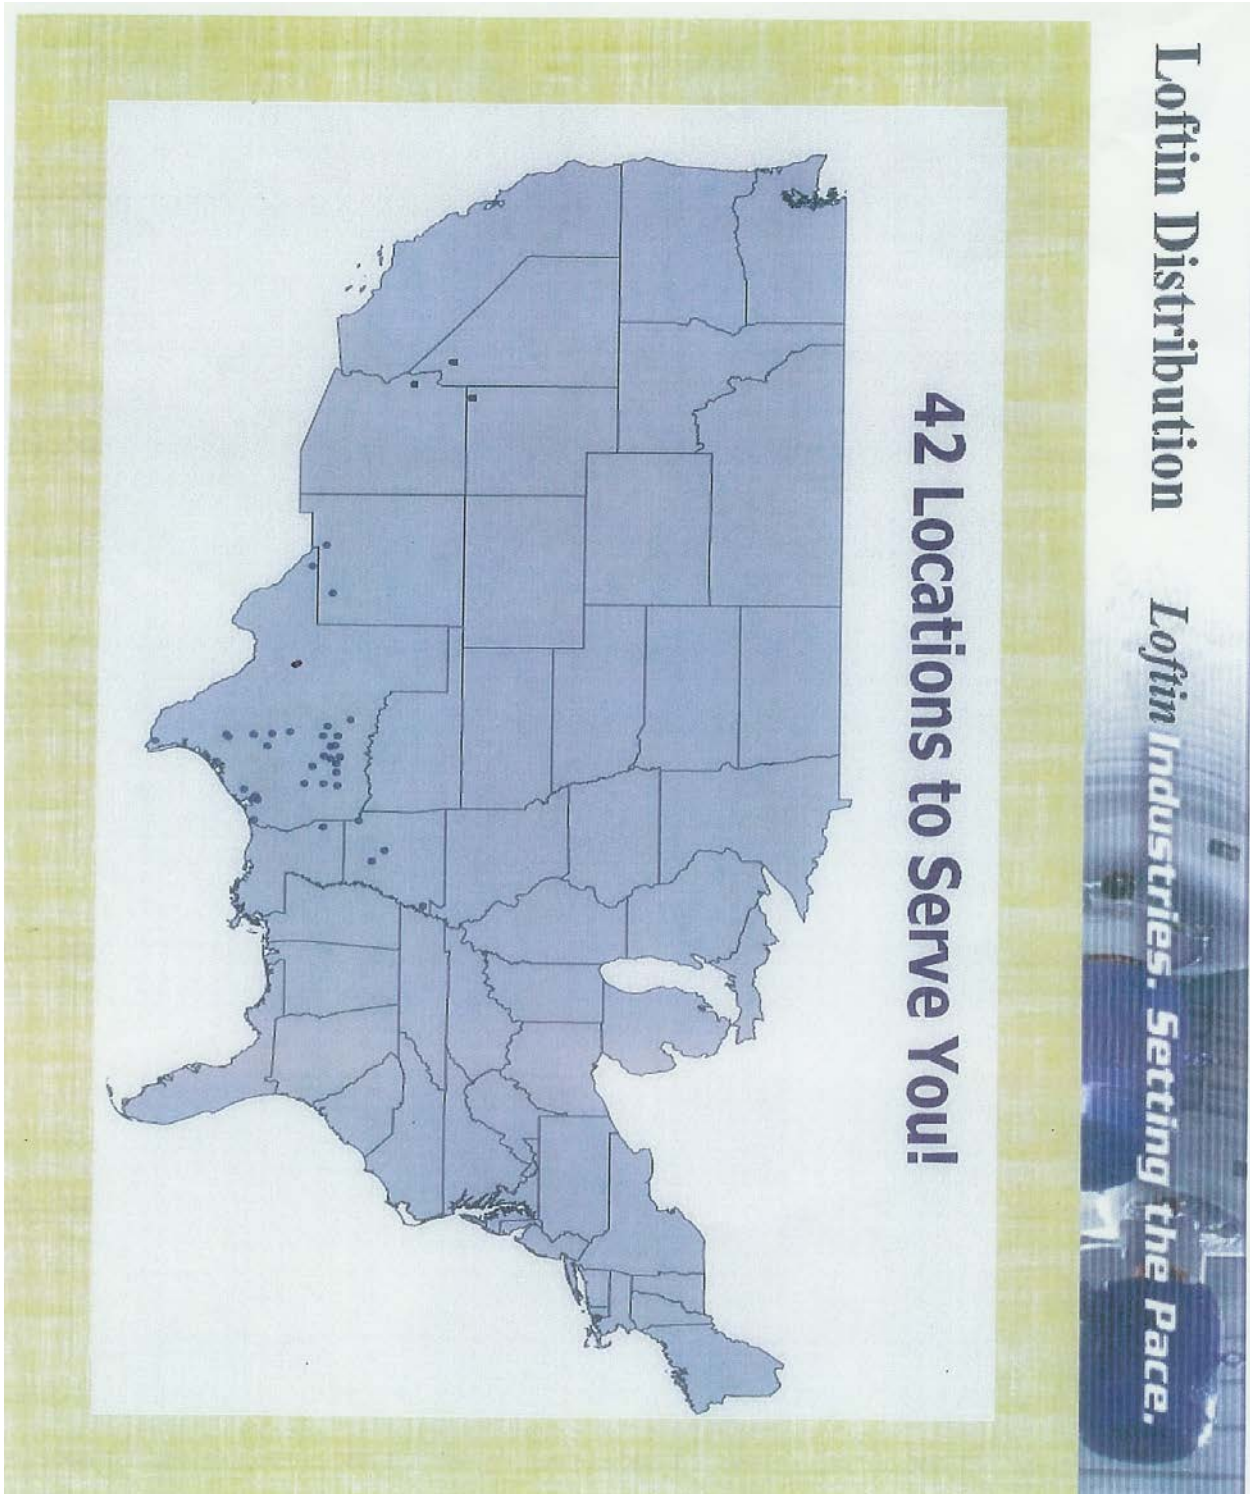 Loftin Distribution
Loftin Industries. Setting the Pace.
42 Locations to Serve You!